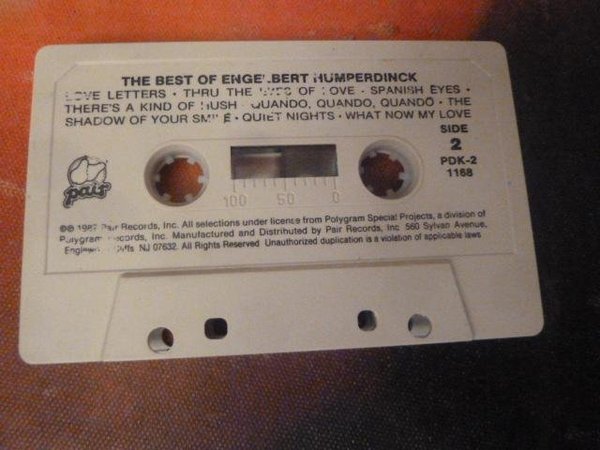 THE BEST OF ENGELBERT HUMPERDINCK
LOVE LETTERS • THRU THE EYES OF LOVE • SPANISH EYES •
THERE'S A KIND OF HUSH • QUANDO, QUANDO, QUANDO • THE
SHADOW OF YOUR SMILE • QUIET NIGHTS • WHAT NOW MY LOVE
SIDE
2
PDK-2
1168
pair
100 50 0
℗© 1987 Pair Records, Inc. All selections under license from Polygram Special Projects, a division of
Polygram Records, Inc. Manufactured and Distributed by Pair Records, Inc. 560 Sylvan Avenue,
Englewood Cliffs NJ 07632. All Rights Reserved. Unauthorized duplication is a violation of applicable laws